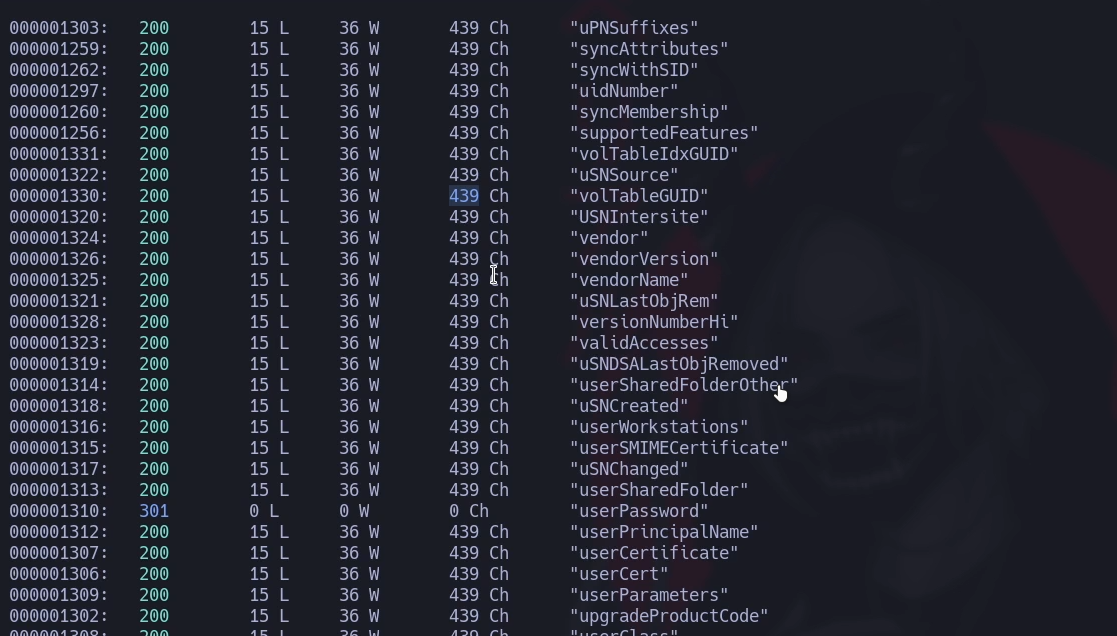 000001303: 200 15 L 36 W 439 Ch "uPNSuffixes"
000001259: 200 15 L 36 W 439 Ch "syncAttributes"
000001262: 200 15 L 36 W 439 Ch "syncWithSID"
000001297: 200 15 L 36 W 439 Ch "uidNumber"
000001260: 200 15 L 36 W 439 Ch "syncMembership"
000001256: 200 15 L 36 W 439 Ch "supportedFeatures"
000001331: 200 15 L 36 W 439 Ch "volTableIdxGUID"
000001322: 200 15 L 36 W 439 Ch "uSNSource"
000001330: 200 15 L 36 W 439 Ch "volTableGUID"
000001320: 200 15 L 36 W 439 Ch "USNIntersite"
000001324: 200 15 L 36 W 439 Ch "vendor"
000001326: 200 15 L 36 W 439 Ch "vendorVersion"
000001325: 200 15 L 36 W 439 Ch "vendorName"
000001321: 200 15 L 36 W 439 Ch "uSNLastObjRem"
000001328: 200 15 L 36 W 439 Ch "versionNumberHi"
000001323: 200 15 L 36 W 439 Ch "validAccesses"
000001319: 200 15 L 36 W 439 Ch "uSNDSALastObjRemoved"
000001314: 200 15 L 36 W 439 Ch "userSharedFolderOther"
000001318: 200 15 L 36 W 439 Ch "uSNCreated"
000001316: 200 15 L 36 W 439 Ch "userWorkstations"
000001315: 200 15 L 36 W 439 Ch "userSMIMECertificate"
000001317: 200 15 L 36 W 439 Ch "uSNChanged"
000001313: 200 15 L 36 W 439 Ch "userSharedFolder"
000001310: 301 0 L 0 W 0 Ch "userPassword"
000001312: 200 15 L 36 W 439 Ch "userPrincipalName"
000001307: 200 15 L 36 W 439 Ch "userCertificate"
000001306: 200 15 L 36 W 439 Ch "userCert"
000001309: 200 15 L 36 W 439 Ch "userParameters"
000001302: 200 15 L 36 W 439 Ch "upgradeProductCode"
000001308: 200 15 L 36 W 439 Ch "userClass"